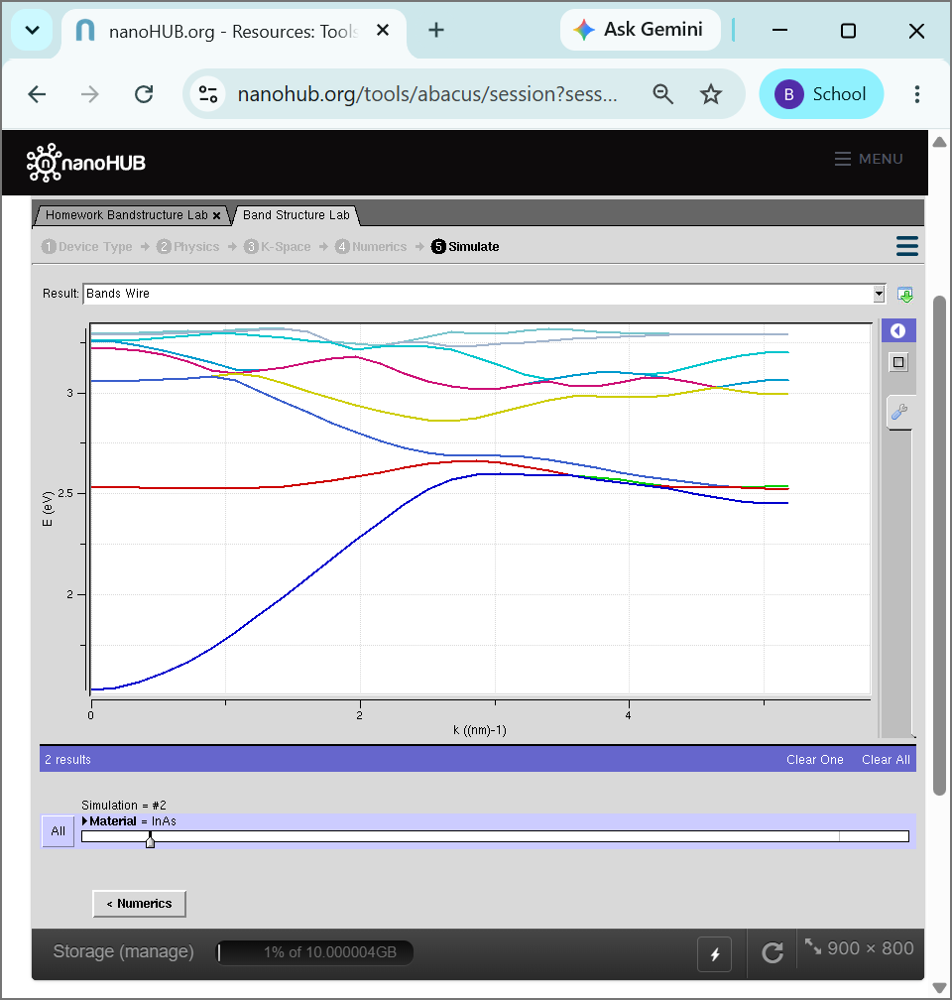 nanoHUB.org - Resources: Tools
Ask Gemini
nanohub.org/tools/abacus/session?sess...
B School
nanoHUB
MENU
Homework Bandstructure Lab × Band Structure Lab
1 Device Type → 2 Physics → 3 K-Space → 4 Numerics → 5 Simulate
Result: Bands Wire
3
2.5
2
E (eV)
0 2 4
k ((nm)-1)
2 results Clear One Clear All
Simulation = #2
All
Material = InAs
< Numerics
Storage (manage) 1% of 10.000004GB 900 × 800